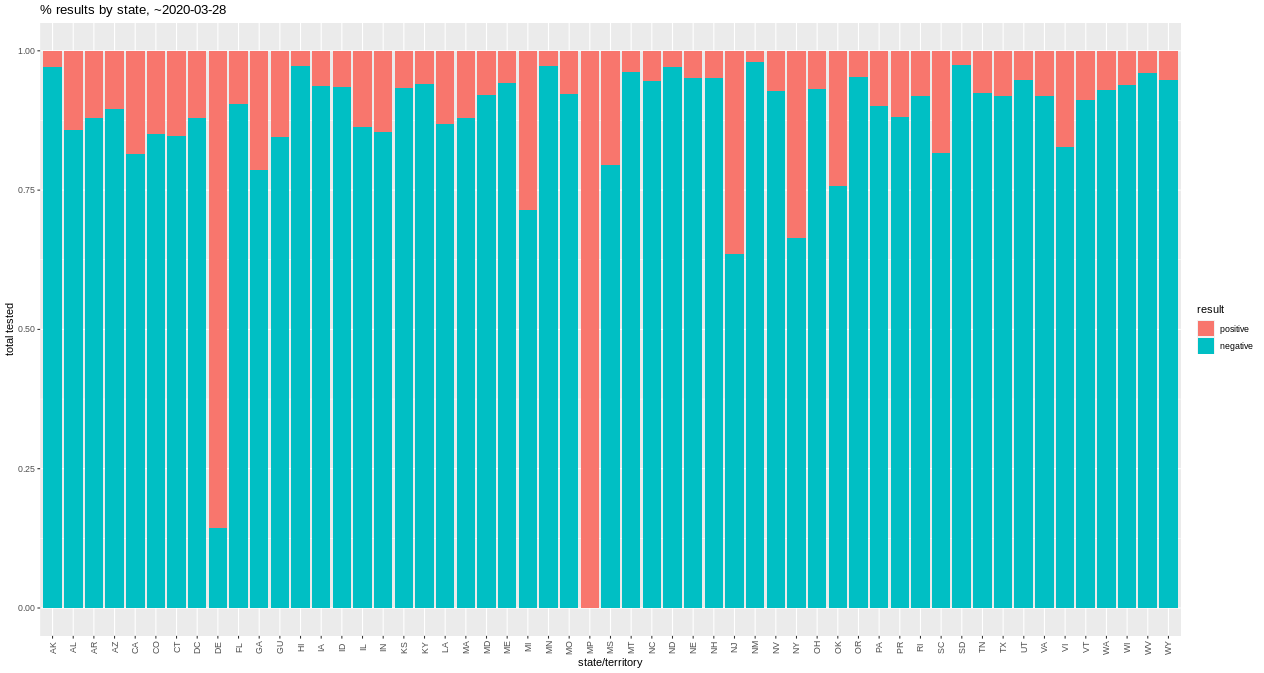 % results by state, ~2020-03-28
total tested
1.00
0.75
0.50
0.25
0.00
AK AL AR AZ CA CO CT DC DE FL GA GU HI IA ID IL IN KS KY LA MA MD ME MI MN MO MP MS MT NC ND NE NH NJ NM NV NY OH OK OR PA PR RI SC SD TN TX UT VA VI VT WA WI WV WY
state/territory
result
positive
negative